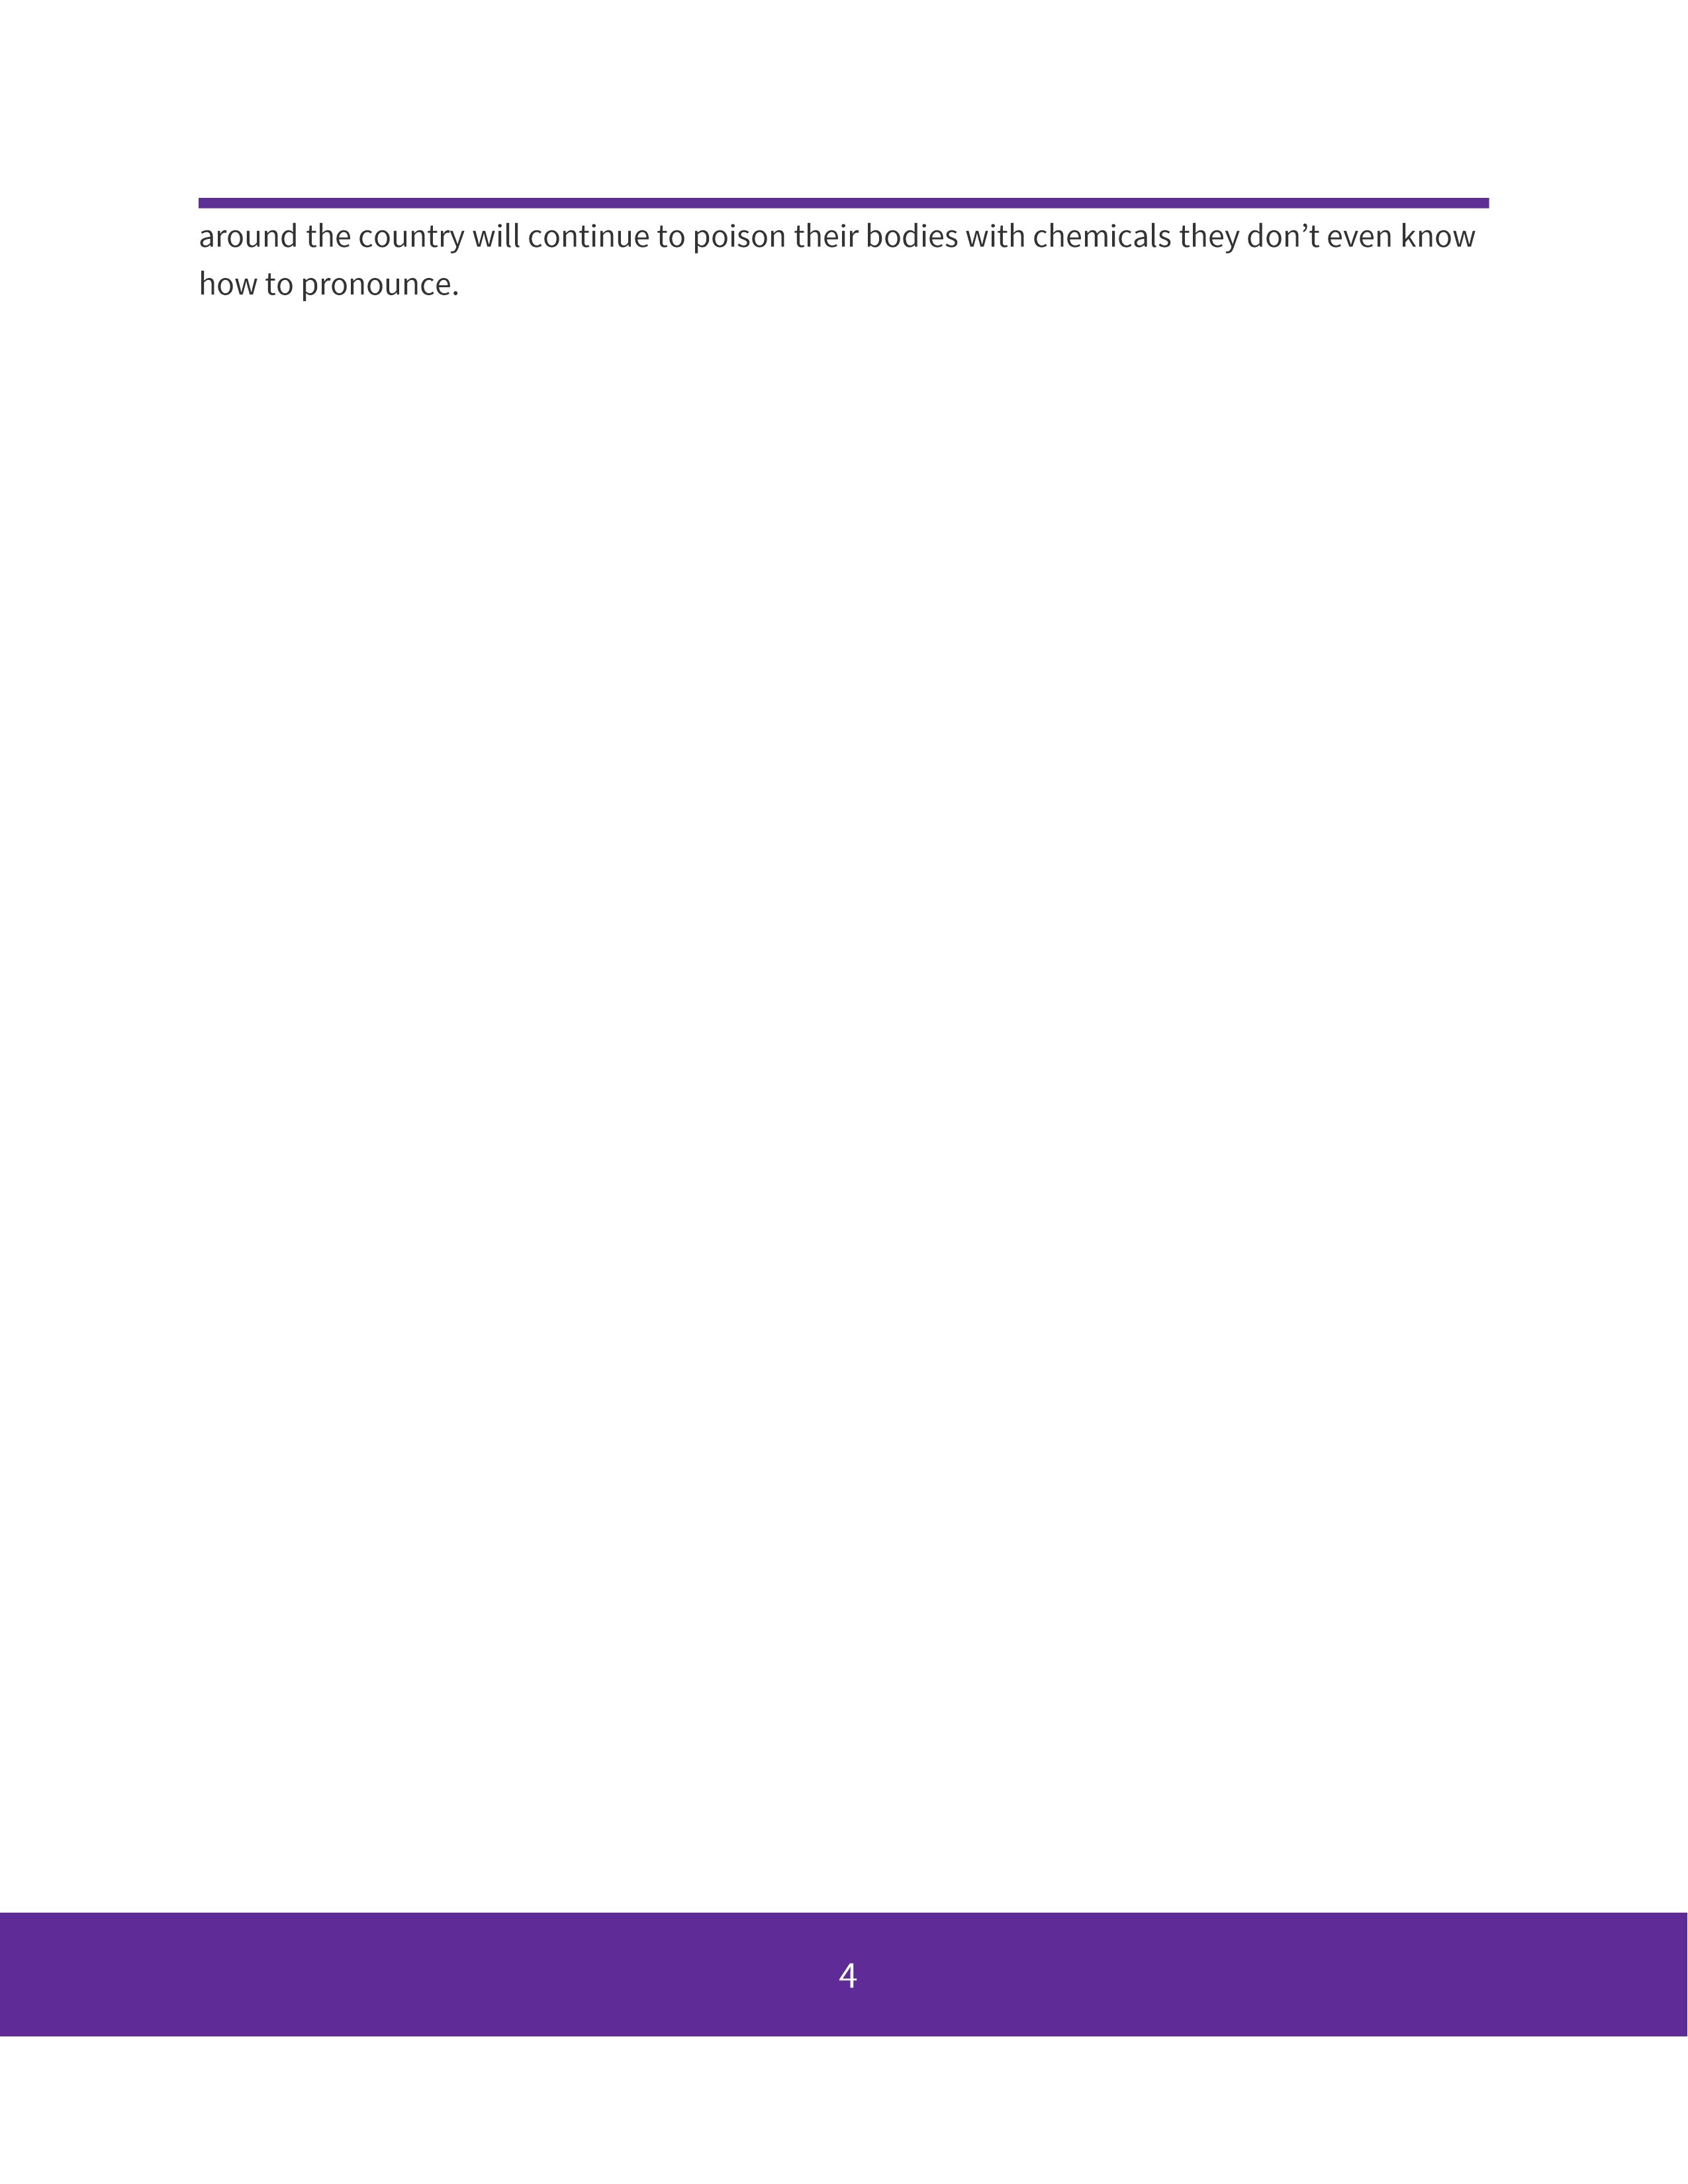 around the country will continue to poison their bodies with chemicals they don’t even know
how to pronounce.
4